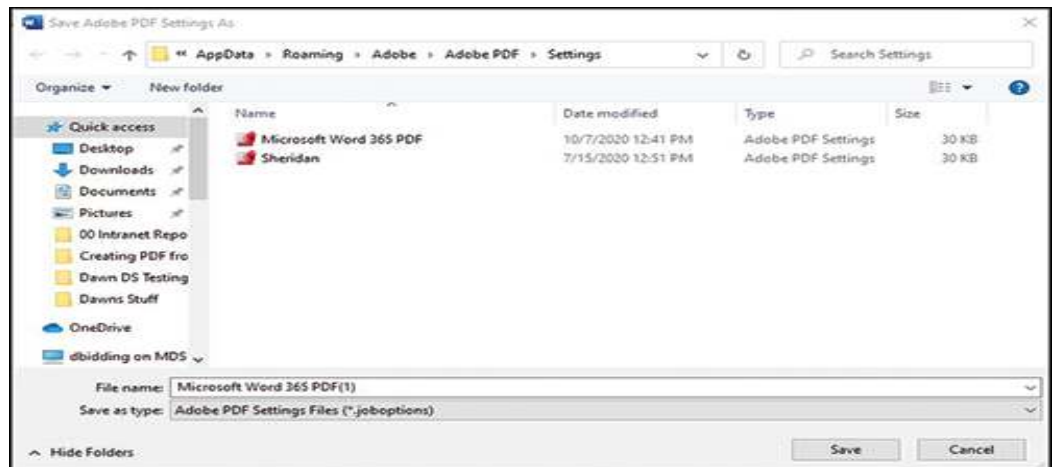 Save Adobe PDF Settings As
« AppData › Roaming › Adobe › Adobe PDF › Settings
Search Settings
Organize
New folder
Name Date modified Type Size
Quick access
Desktop
Downloads
Documents
Pictures
00 Intranet Repo
Creating PDF fro
Dawn DS Testing
Dawns Stuff
OneDrive
dbidding on MDS
Microsoft Word 365 PDF 10/7/2020 12:41 PM Adobe PDF Settings 30 KB
Sheridan 7/15/2020 12:51 PM Adobe PDF Settings 30 KB
File name: Microsoft Word 365 PDF(1)
Save as type: Adobe PDF Settings Files (*.joboptions)
Hide Folders
Save
Cancel